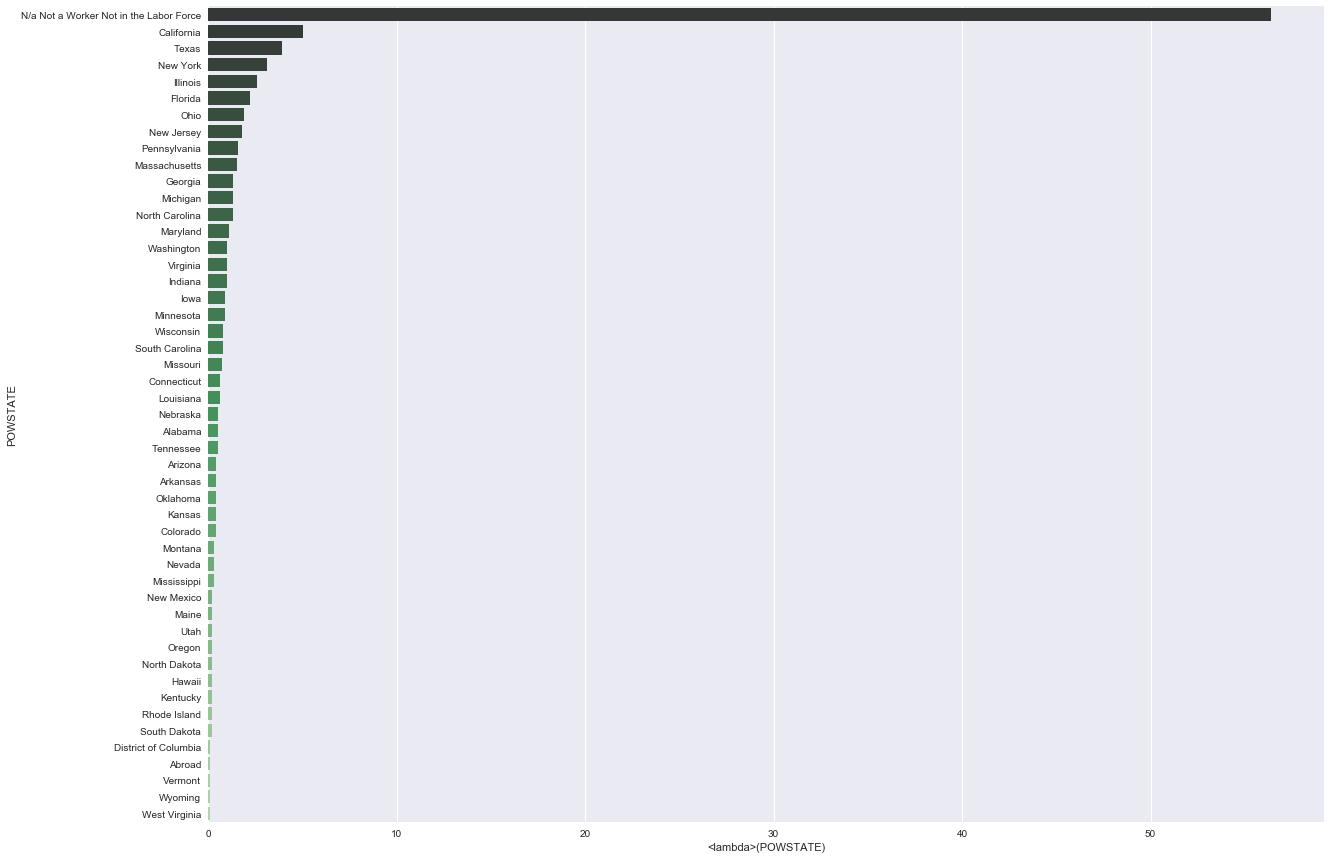 N/a Not a Worker Not in the Labor Force
California
Texas
New York
Illinois
Florida
Ohio
New Jersey
Pennsylvania
Massachusetts
Georgia
Michigan
North Carolina
Maryland
Washington
Virginia
Indiana
Iowa
Minnesota
Wisconsin
South Carolina
Missouri
Connecticut
Louisiana
Nebraska
Alabama
Tennessee
Arizona
Arkansas
Oklahoma
Kansas
Colorado
Montana
Nevada
Mississippi
New Mexico
Maine
Utah
Oregon
North Dakota
Hawaii
Kentucky
Rhode Island
South Dakota
District of Columbia
Abroad
Vermont
Wyoming
West Virginia
POWSTATE
0 10 20 30 40 50
<lambda>(POWSTATE)